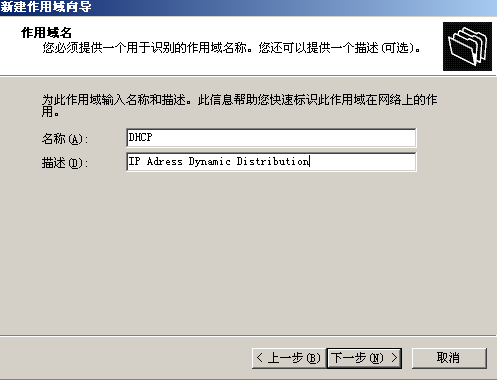 新建作用域向导
作用域名
您必须提供一个用于识别的作用域名称。您还可以提供一个描述(可选)。
为此作用域输入名称和描述。此信息帮助您快速标识此作用域在网络上的作
用。
名称(A): DHCP
描述(D): IP Adress Dynamic Distribution
< 上一步(B) 下一步(N) > 取消